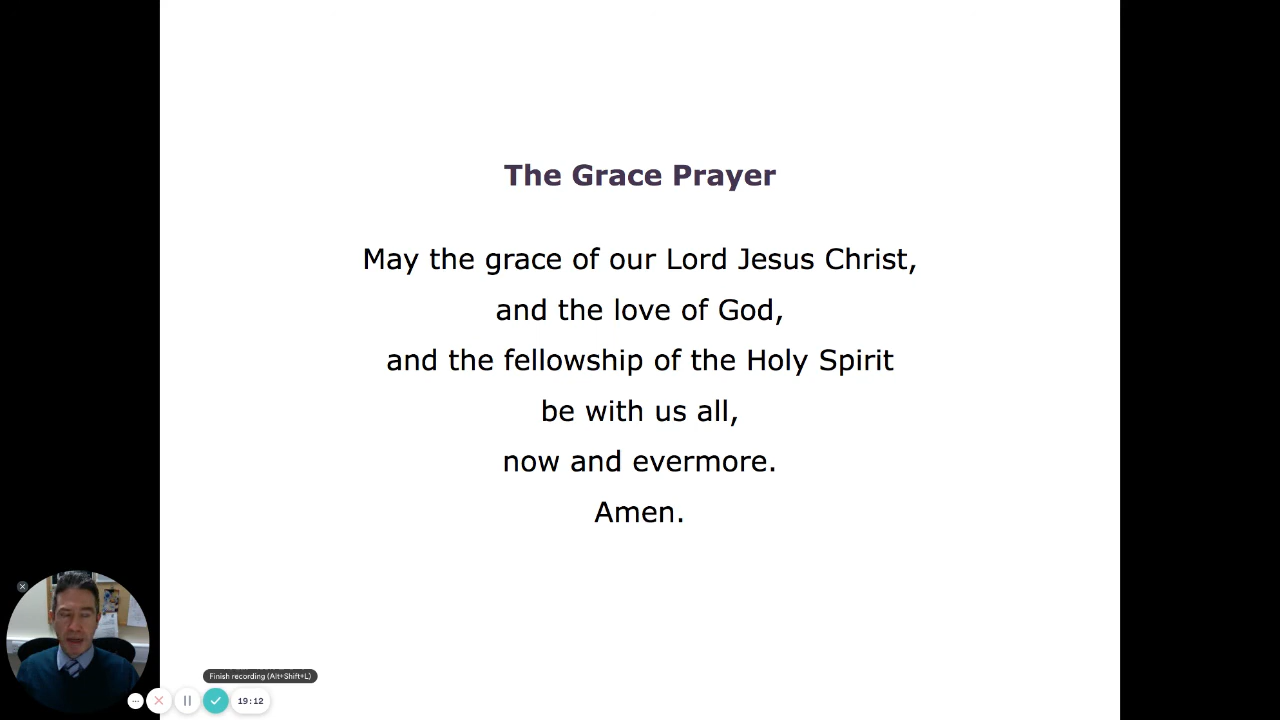 The Grace Prayer
May the grace of our Lord Jesus Christ,
and the love of God,
and the fellowship of the Holy Spirit
be with us all,
now and evermore.
Amen.
Finish recording (Alt+Shift+L)
19:12